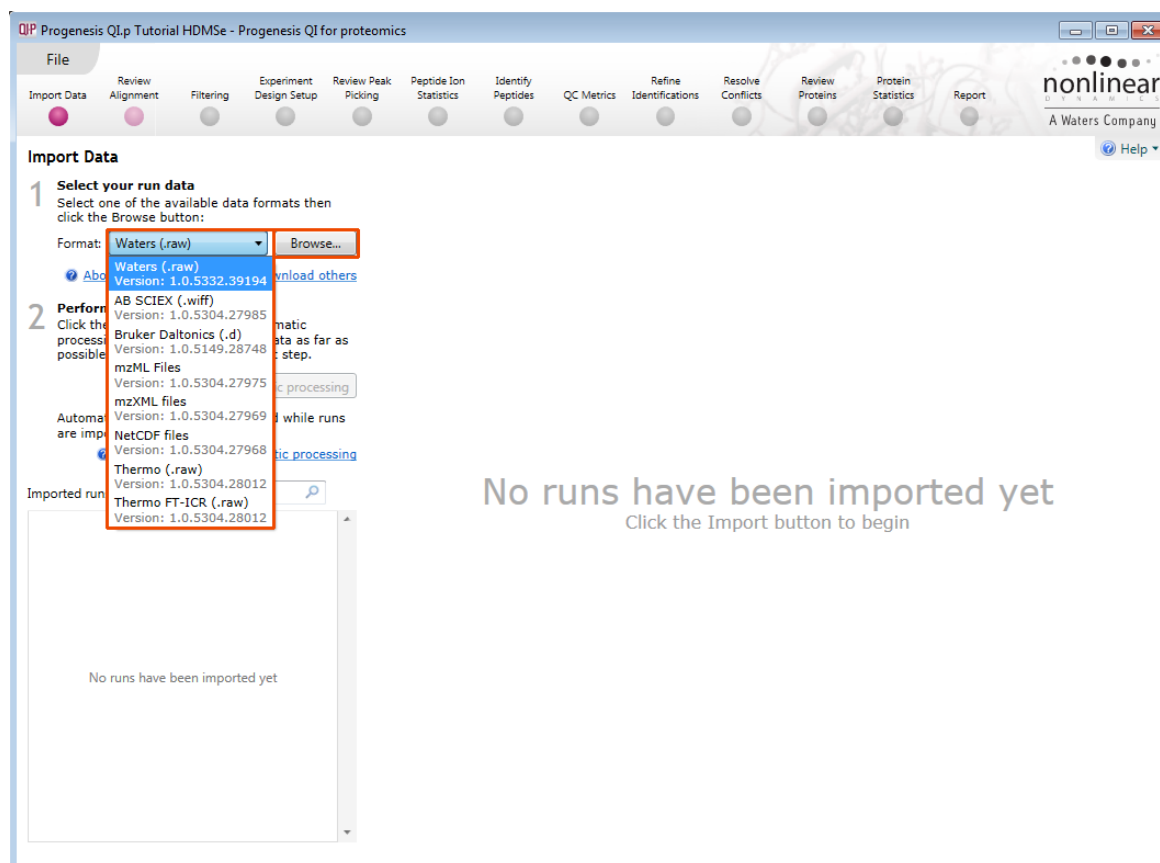 QIP Progenesis QI.p Tutorial HDMSe - Progenesis QI for proteomics
File
Import Data
Review Alignment
Filtering
Experiment Design Setup
Review Peak Picking
Peptide Ion Statistics
Identify Peptides
QC Metrics
Refine Identifications
Resolve Conflicts
Review Proteins
Protein Statistics
Report
nonlinear
DYNAMICS
A Waters Company
Help
Import Data
1 Select your run data
Select one of the available data formats then
click the Browse button:
Format: Waters (.raw) Browse...
Abo wnload others
Waters (.raw)
Version: 1.0.5332.39194
AB SCIEX (.wiff)
Version: 1.0.5304.27985
Bruker Daltonics (.d)
Version: 1.0.5149.28748
mzML Files
Version: 1.0.5304.27975
mzXML files
Version: 1.0.5304.27969
NetCDF files
Version: 1.0.5304.27968
Thermo (.raw)
Version: 1.0.5304.28012
Thermo FT-ICR (.raw)
Version: 1.0.5304.28012
2 Perforn
Click the matic
processi ata as far as
possible t step.
ic processing
Automa d while runs
are imp
tic processing
Imported run
No runs have been imported yet
No runs have been imported yet
Click the Import button to begin